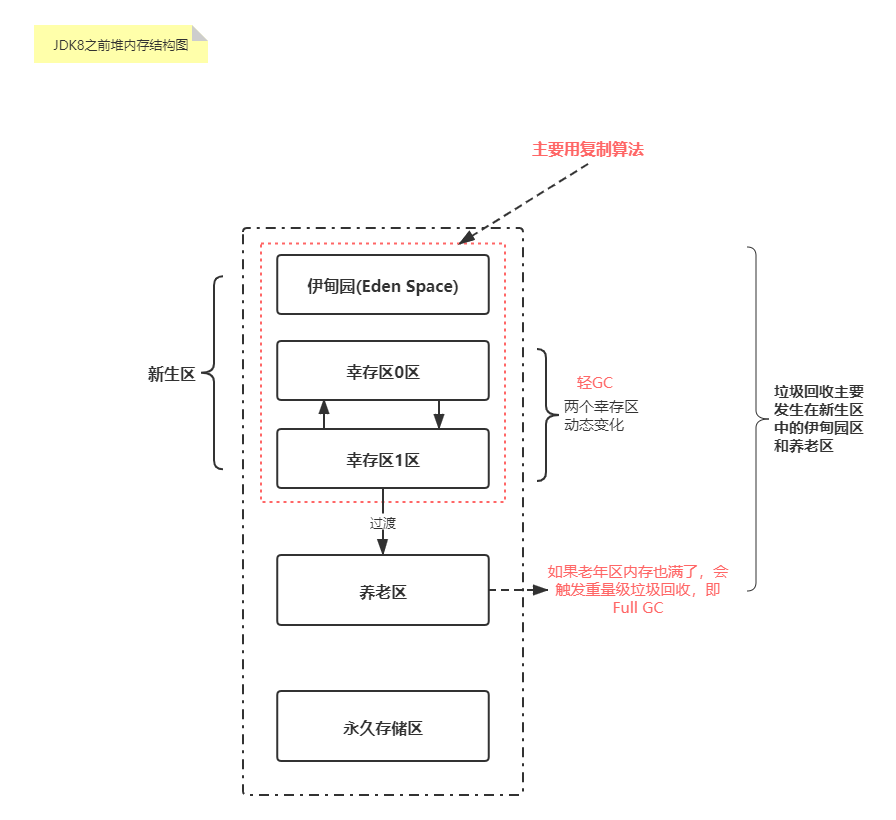 JDK8之前堆内存结构图
主要用复制算法
伊甸园(Eden Space)
新生区
幸存区0区
轻GC
两个幸存区
动态变化
垃圾回收主要
发生在新生区
中的伊甸园区
和养老区
幸存区1区
过渡
养老区
如果老年区内存也满了，会
触发重量级垃圾回收，即
Full GC
永久存储区